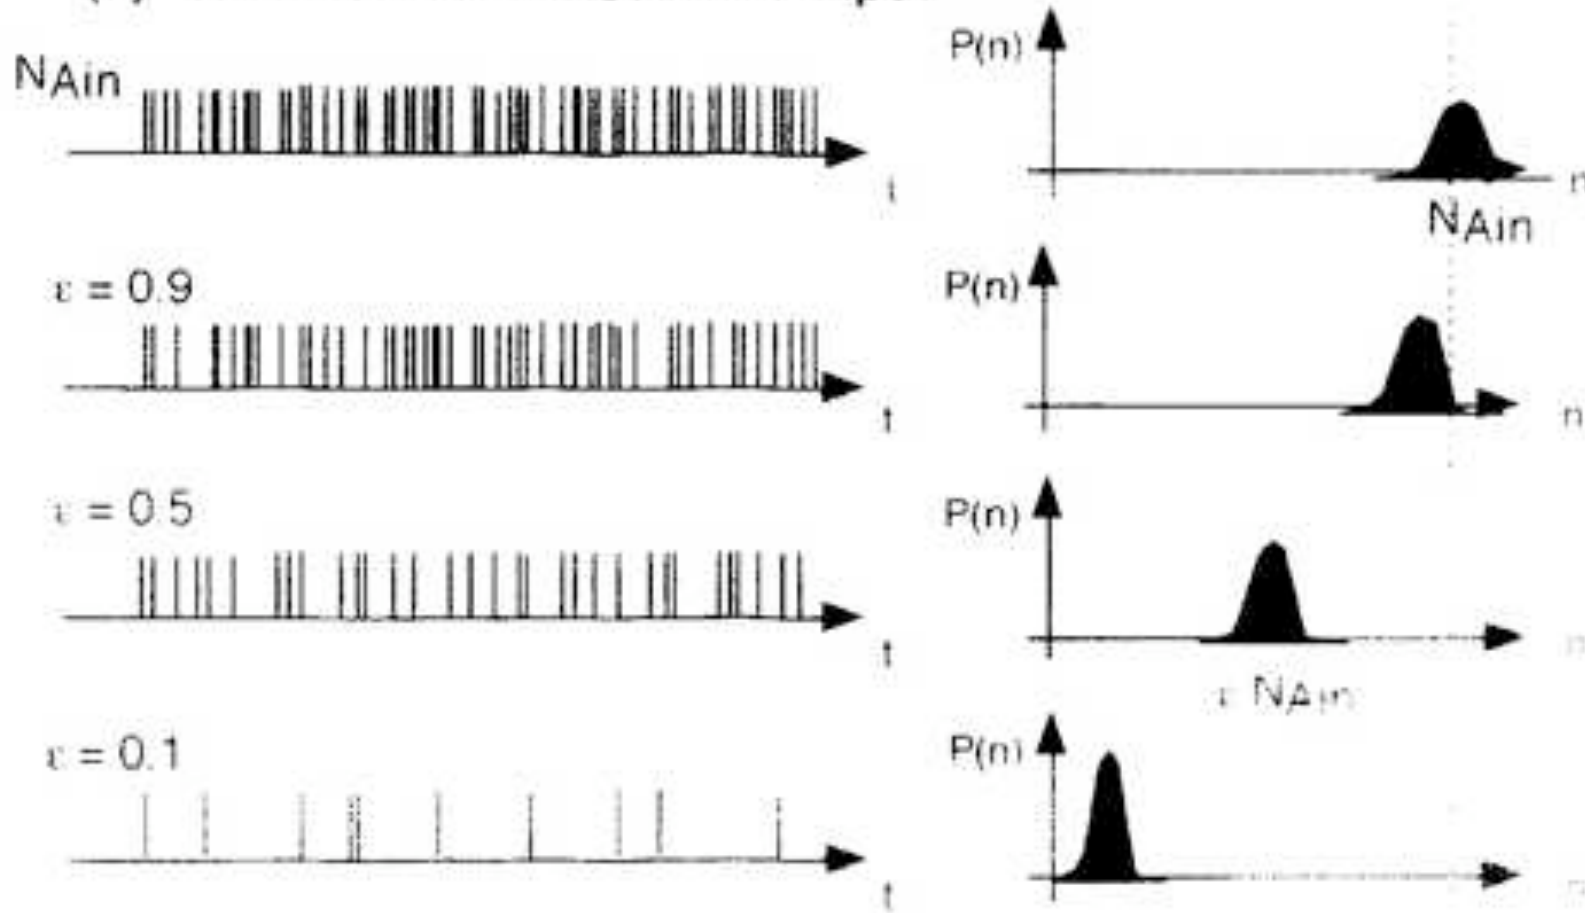 NAin
P(n)
t
n
NAin
ε = 0.9
P(n)
t
n
ε = 0.5
P(n)
t
n
ε NAin
ε = 0.1
P(n)
t
n